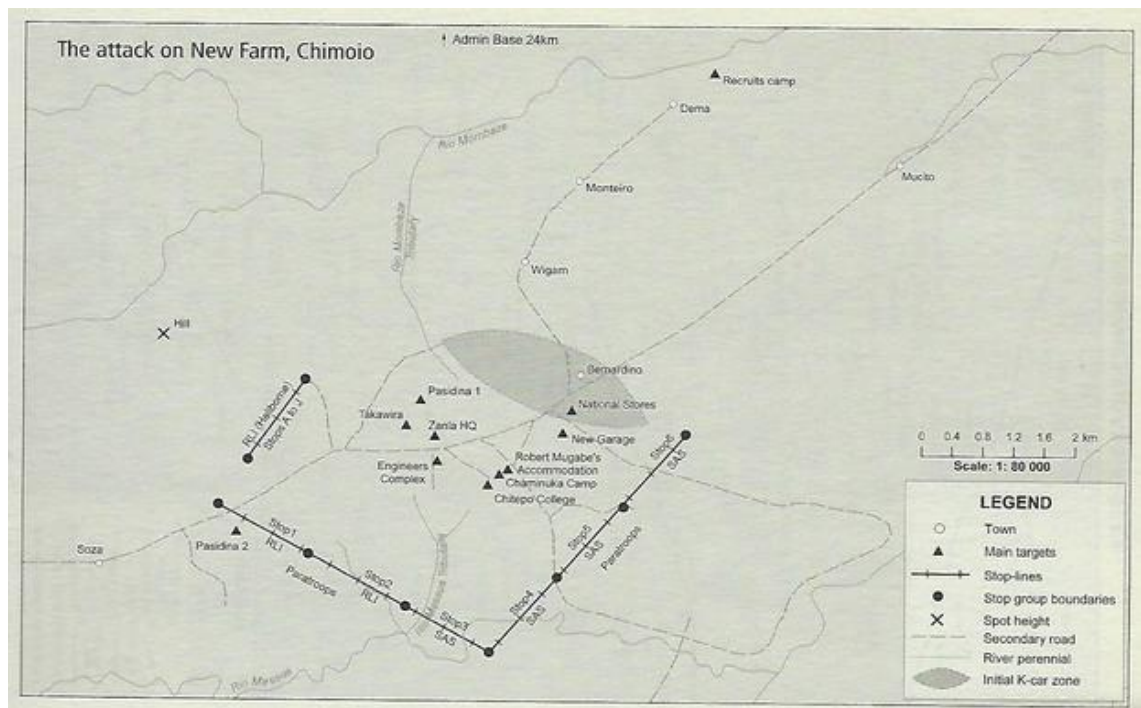 The attack on New Farm, Chimoio
Admin Base 24km
Recruits camp
Dema
Rio Mombeze
Monteiro
Mucito
Rio Mombeze
Tributary
Wigam
Hill
Bernardino
RLI (Heliborne)
Stops A to J
Pasidina 1
Takawira
Zanla HQ
National Stores
New Garage
Engineers
Complex
Robert Mugabe's
Accommodation
Chaminuka Camp
Chitepo College
Stop6
SAS
Stop5
SAS
Paratroops
Stop4
SAS
Stop1
RLI
Pasidina 2
Paratroops
Soza
Stop2
RLI
Stop3
SAS
Rio
Tributary
Rio
0 0.4 0.8 1.2 1.6 2 km
Scale: 1: 80 000
LEGEND
Town
Main targets
Stop-lines
Stop group boundaries
Spot height
Secondary road
River perennial
Initial K-car zone